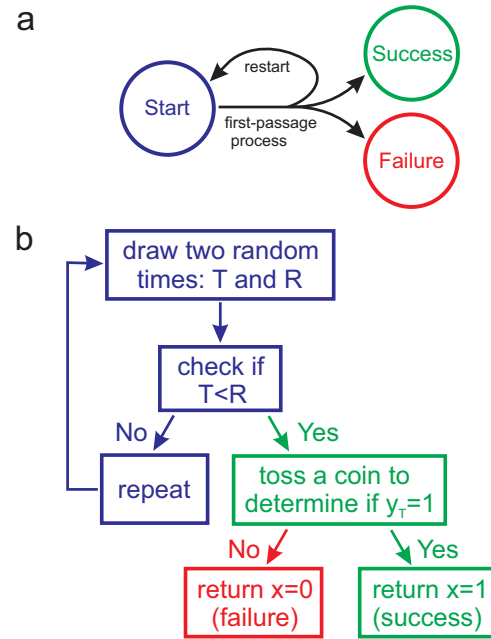 a
restart
Success
Start
first-passage
process
Failure
b
draw two random
times: T and R
check if
T<R
No
Yes
repeat
toss a coin to
determine if y_T=1
No
Yes
return x=0
(failure)
return x=1
(success)